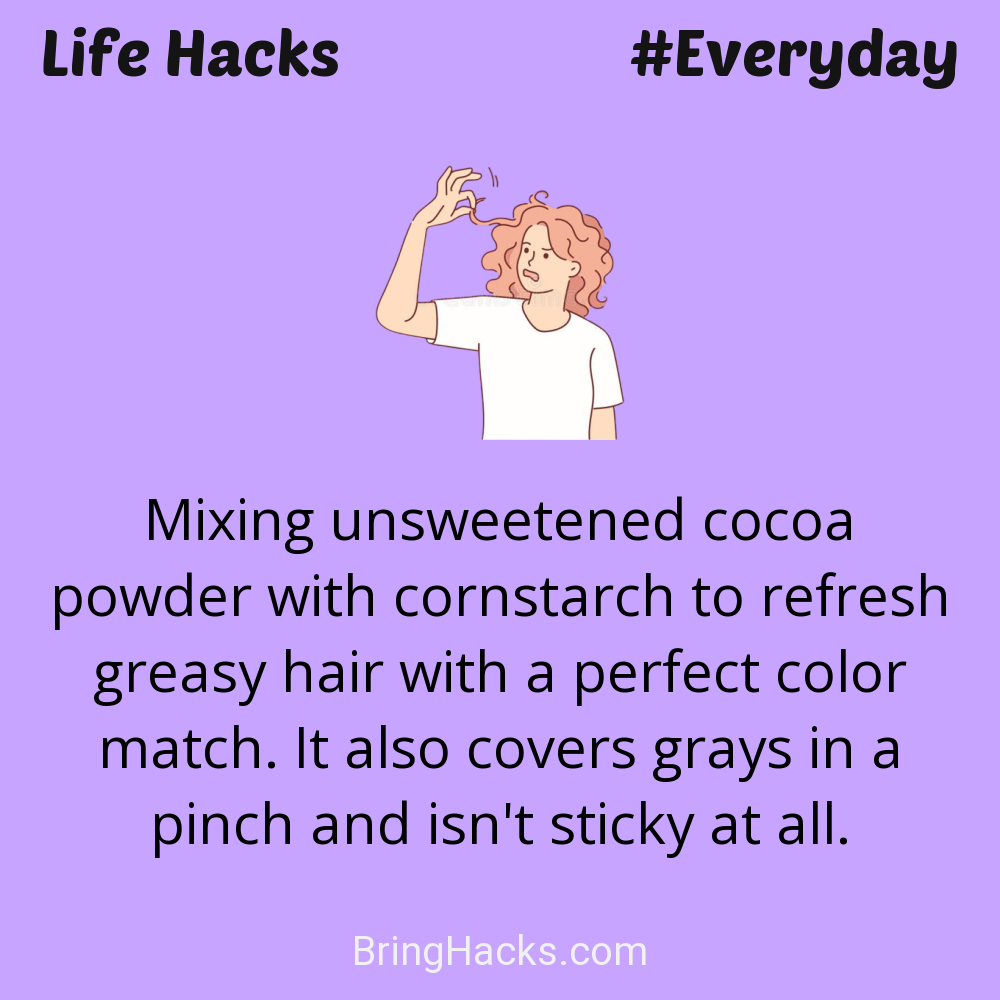 Life Hacks #Everyday
Mixing unsweetened cocoa
powder with cornstarch to refresh
greasy hair with a perfect color
match. It also covers grays in a
pinch and isn't sticky at all.
BringHacks.com